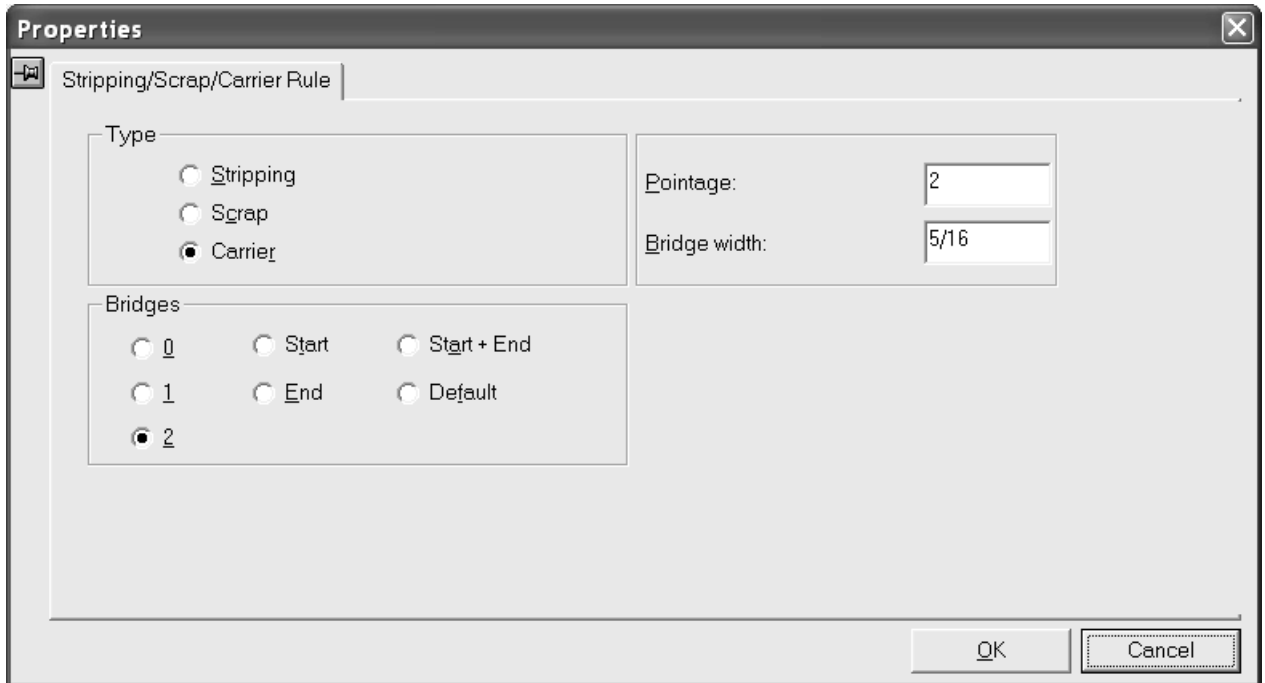 Properties
Stripping/Scrap/Carrier Rule
Type
Stripping
Scrap
Carrier
Pointage: 2
Bridge width: 5/16
Bridges
0 Start Start + End
1 End Default
2
OK Cancel